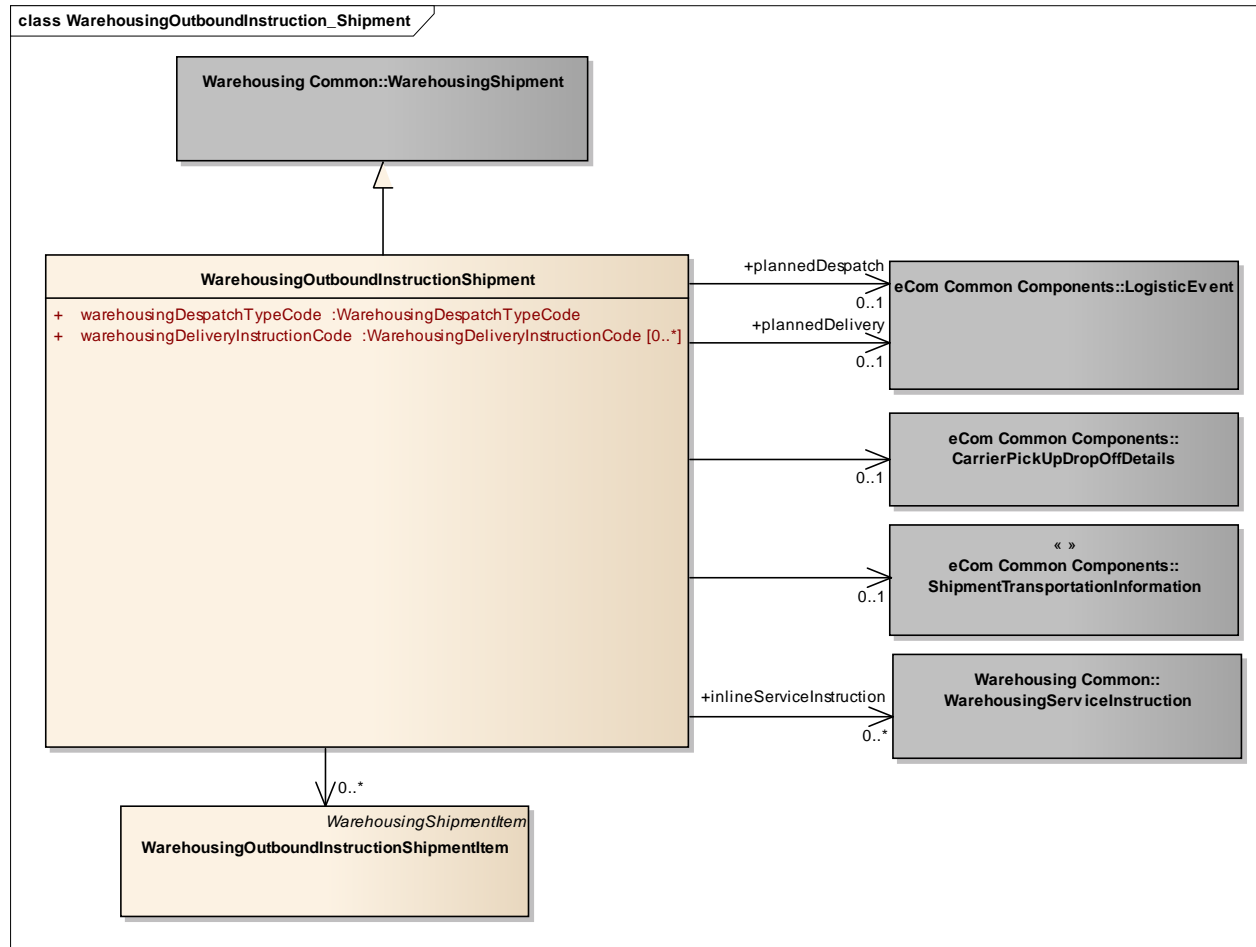 class WarehousingOutboundInstruction_Shipment
Warehousing Common::WarehousingShipment
WarehousingOutboundInstructionShipment
+ warehousingDespatchTypeCode :WarehousingDespatchTypeCode
+ warehousingDeliveryInstructionCode :WarehousingDeliveryInstructionCode [0..*]
+plannedDespatch
0..1
+plannedDelivery
0..1
eCom Common Components::LogisticEvent
0..1
eCom Common Components::
CarrierPickUpDropOffDetails
0..1
« »
eCom Common Components::
ShipmentTransportationInformation
+inlineServiceInstruction
0..*
Warehousing Common::
WarehousingServiceInstruction
0..*
WarehousingShipmentItem
WarehousingOutboundInstructionShipmentItem